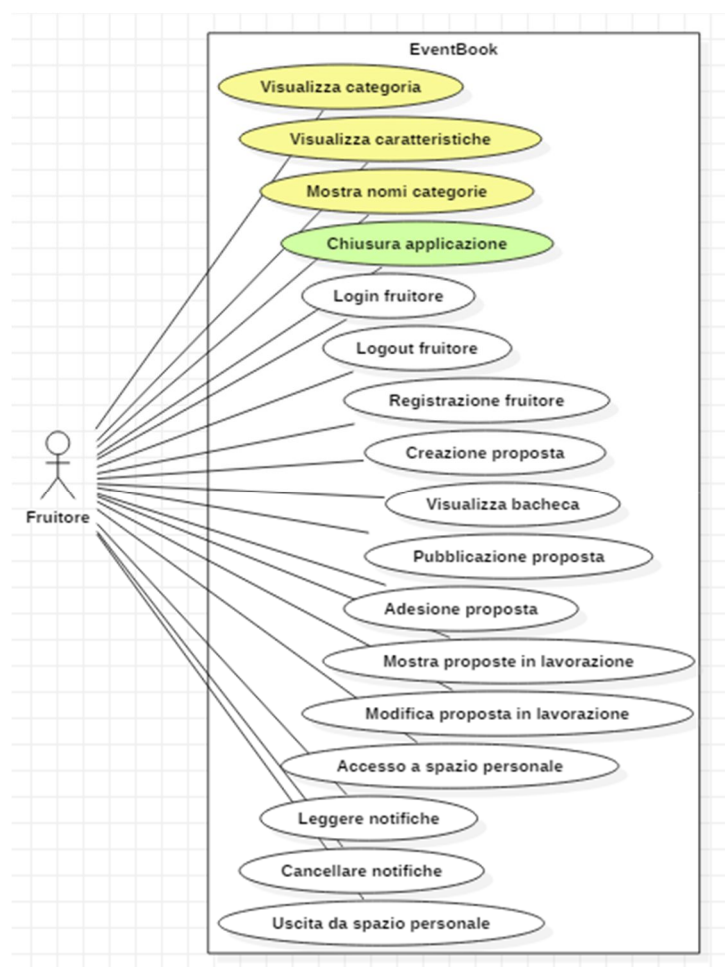 EventBook
Visualizza categoria
Visualizza caratteristiche
Mostra nomi categorie
Chiusura applicazione
Login fruitore
Logout fruitore
Registrazione fruitore
Creazione proposta
Visualizza bacheca
Fruitore
Pubblicazione proposta
Adesione proposta
Mostra proposte in lavorazione
Modifica proposta in lavorazione
Accesso a spazio personale
Leggere notifiche
Cancellare notifiche
Uscita da spazio personale